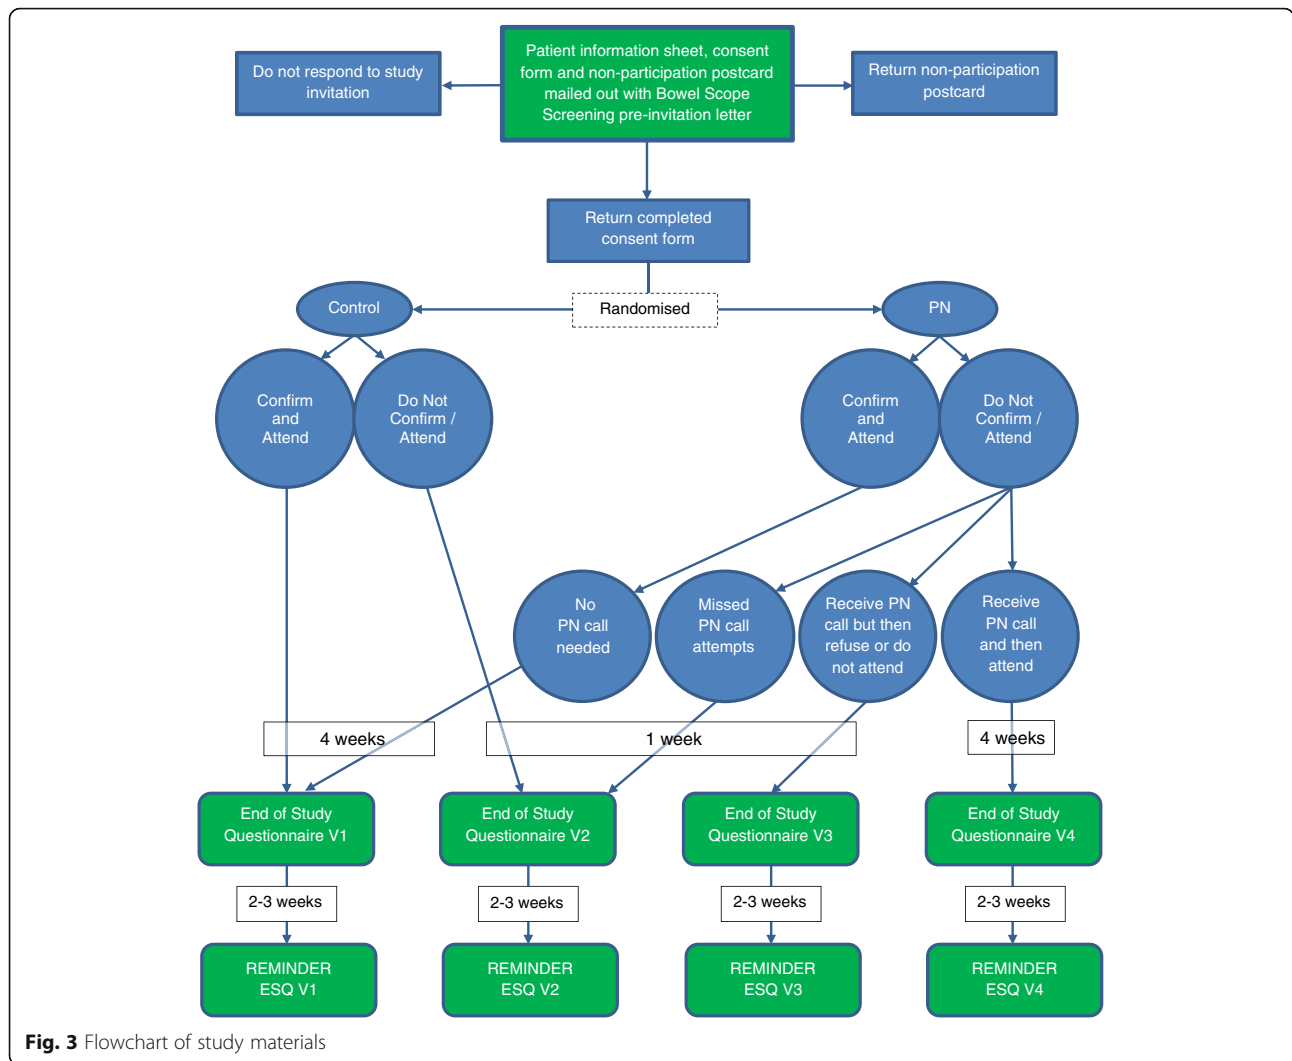 Patient information sheet, consent
form and non-participation postcard
mailed out with Bowel Scope
Screening pre-invitation letter
Do not respond to study
invitation
Return non-participation
postcard
Return completed
consent form
Control
Randomised
PN
Confirm
and
Attend
Do Not
Confirm /
Attend
Confirm
and
Attend
Do Not
Confirm /
Attend
No
PN call
needed
Missed
PN call
attempts
Receive PN
call but then
refuse or do
not attend
Receive
PN call
and then
attend
4 weeks
1 week
4 weeks
End of Study
Questionnaire V1
End of Study
Questionnaire V2
End of Study
Questionnaire V3
End of Study
Questionnaire V4
2-3 weeks
2-3 weeks
2-3 weeks
2-3 weeks
REMINDER
ESQ V1
REMINDER
ESQ V2
REMINDER
ESQ V3
REMINDER
ESQ V4
Fig. 3 Flowchart of study materials